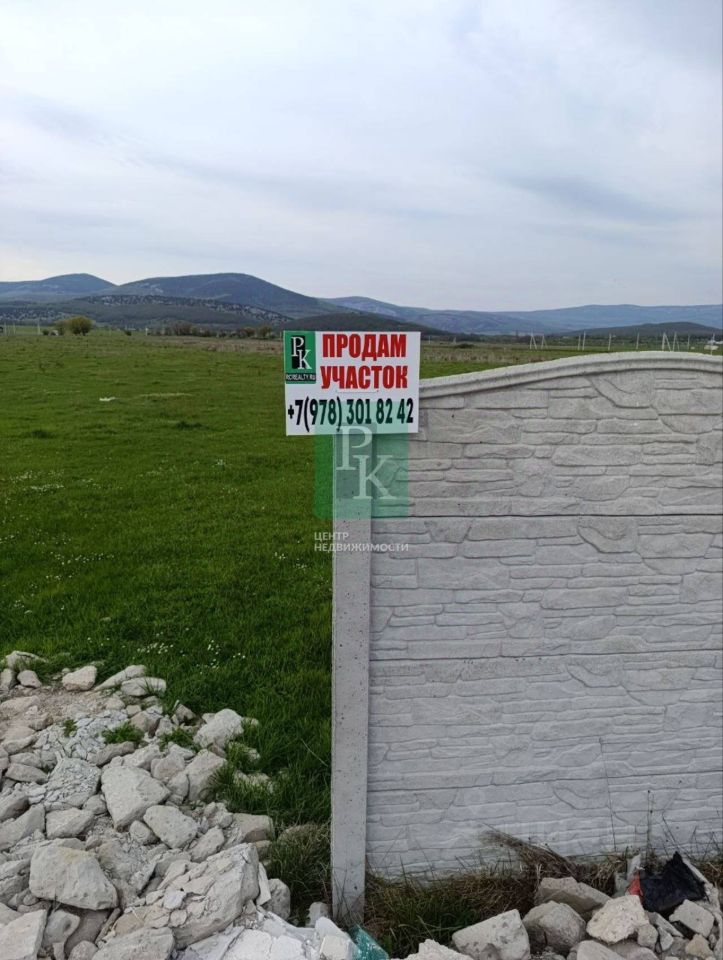 РК
RCREALTY.RU
ПРОДАМ
УЧАСТОК
+7(978) 301 82 42
РК
ЦЕНТР
НЕДВИЖИМОСТИ